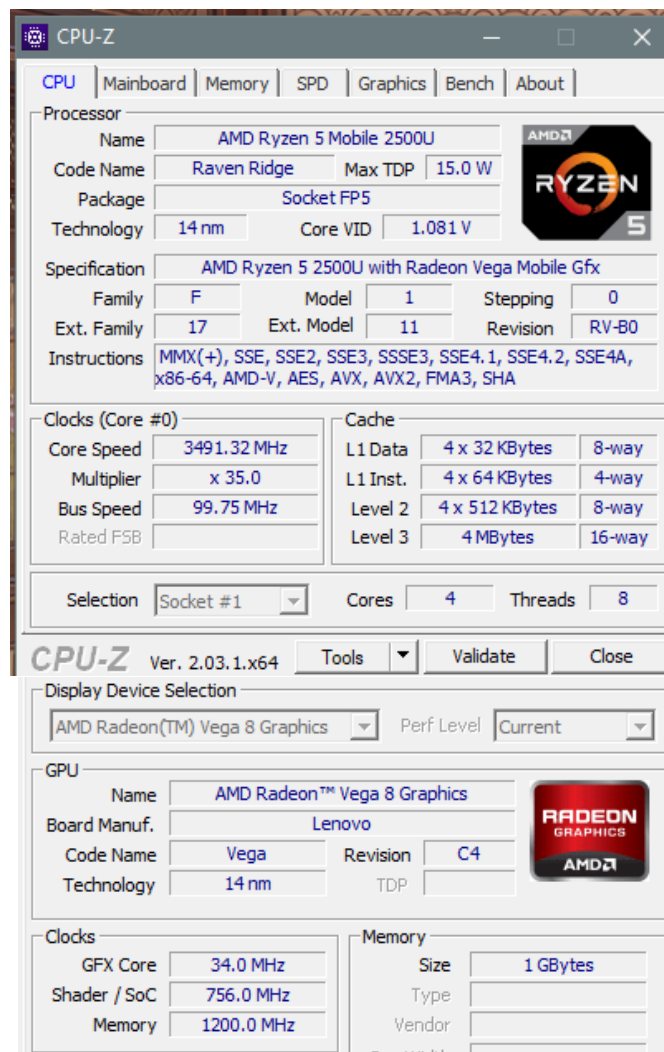 CPU-Z
CPU Mainboard Memory SPD Graphics Bench About
Processor
Name AMD Ryzen 5 Mobile 2500U
AMD
RYZEN
5
Code Name Raven Ridge Max TDP 15.0 W
Package Socket FP5
Technology 14 nm Core VID 1.081 V
Specification AMD Ryzen 5 2500U with Radeon Vega Mobile Gfx
Family F Model 1 Stepping 0
Ext. Family 17 Ext. Model 11 Revision RV-B0
Instructions MMX(+), SSE, SSE2, SSE3, SSSE3, SSE4.1, SSE4.2, SSE4A,
x86-64, AMD-V, AES, AVX, AVX2, FMA3, SHA
Clocks (Core #0)
Core Speed 3491.32 MHz
Multiplier x 35.0
Bus Speed 99.75 MHz
Rated FSB
Cache
L1 Data 4 x 32 KBytes 8-way
L1 Inst. 4 x 64 KBytes 4-way
Level 2 4 x 512 KBytes 8-way
Level 3 4 MBytes 16-way
Selection Socket #1 Cores 4 Threads 8
CPU-Z Ver. 2.03.1.x64 Tools Validate Close
Display Device Selection
AMD Radeon(TM) Vega 8 Graphics Perf Level Current
GPU
Name AMD Radeon™ Vega 8 Graphics
Board Manuf. Lenovo
Code Name Vega Revision C4
Technology 14 nm TDP
RADEON
GRAPHICS
AMD
Clocks
GFX Core 34.0 MHz
Shader / SoC 756.0 MHz
Memory 1200.0 MHz
Memory
Size 1 GBytes
Type
Vendor